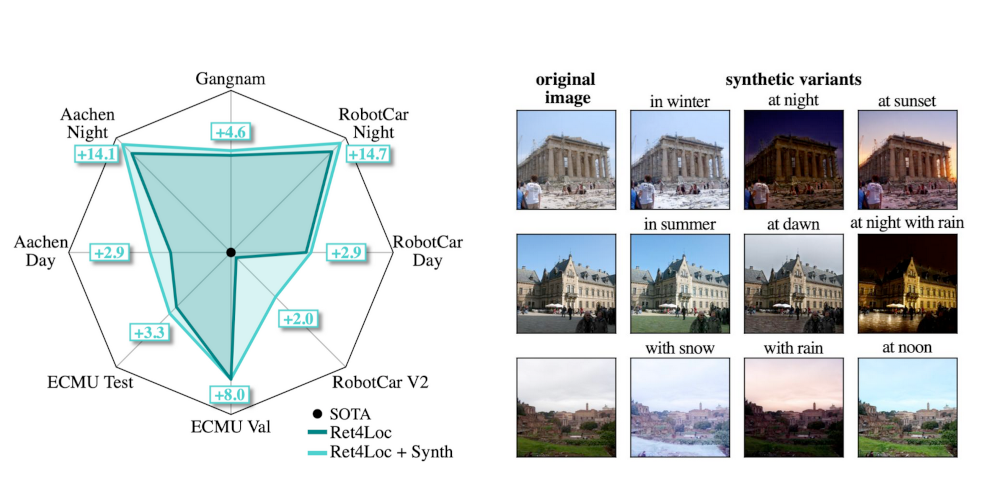 Gangnam
Aachen
Night
RobotCar
Night
+4.6
+14.1
+14.7
Aachen
Day
+2.9
+2.9
RobotCar
Day
+3.3
+2.0
ECMU Test
RobotCar V2
+8.0
ECMU Val
SOTA
Ret4Loc
Ret4Loc + Synth
original
image
synthetic variants
in winter
at night
at sunset
in summer
at dawn
at night with rain
with snow
with rain
at noon